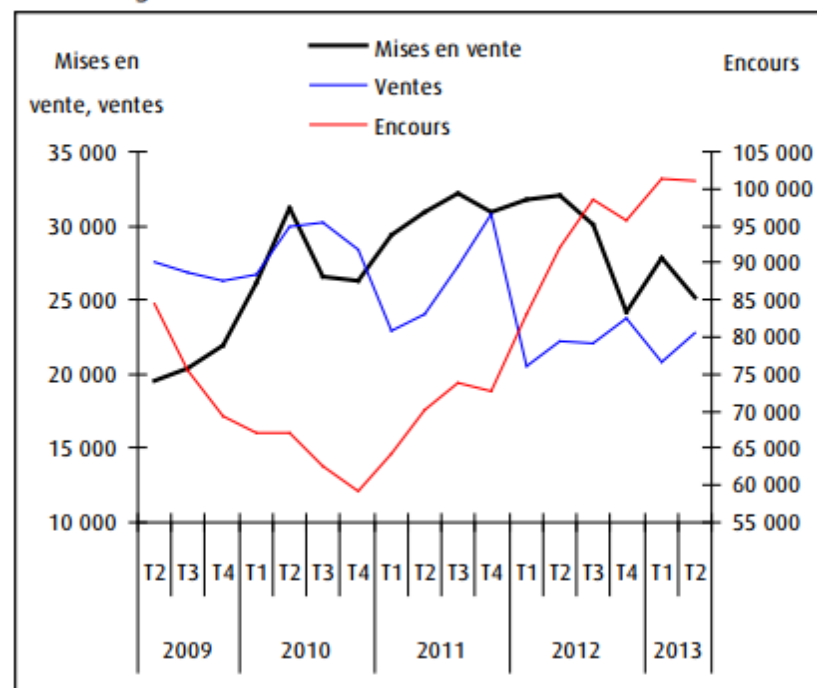 Mises en vente
Ventes
Encours
Mises en
vente, ventes
Encours
35 000
30 000
25 000
20 000
15 000
10 000
105 000
100 000
95 000
90 000
85 000
80 000
75 000
70 000
65 000
60 000
55 000
T2 T3 T4 T1 T2 T3 T4 T1 T2 T3 T4 T1 T2 T3 T4 T1 T2
2009 2010 2011 2012 2013